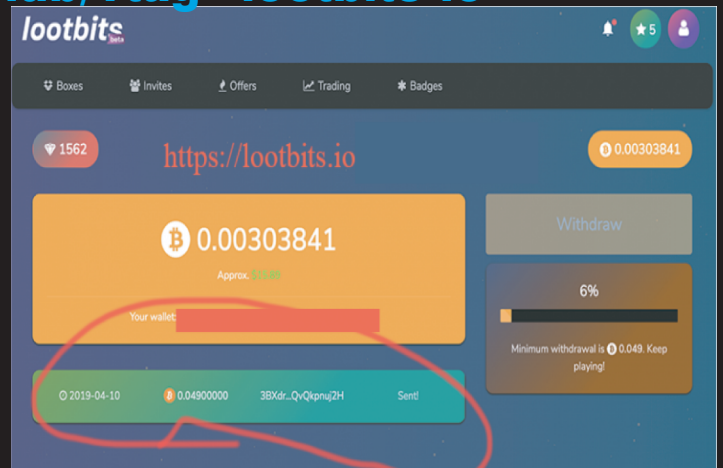 lootbits
beta
5
Boxes
Invites
Offers
Trading
Badges
1562
https://lootbits.io
0.00303841
0.00303841
Approx.
Withdraw
Your wallet:
6%
Minimum withdrawal is 0.049. Keep
playing!
2019-04-10
0.04900000
3BXdr...QvQkpnuj2H
Sent!